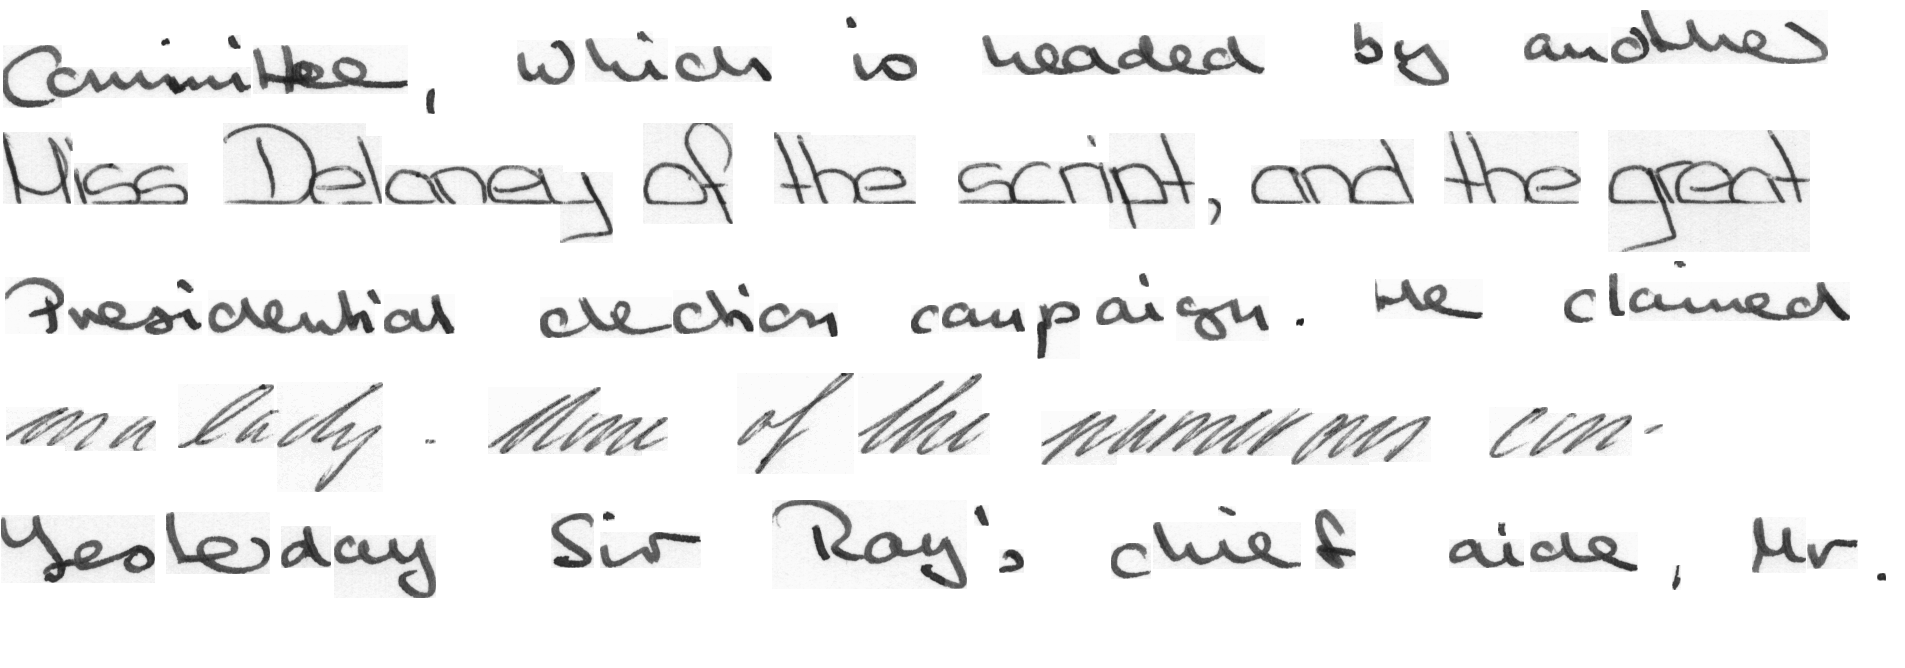 Committee, which is headed by another
Miss Delaney of the script, and the great
Presidential election campaign. He claimed
on a lady. None of the numerous con-
Yesterday Sir Roy's chief aide, Mr.